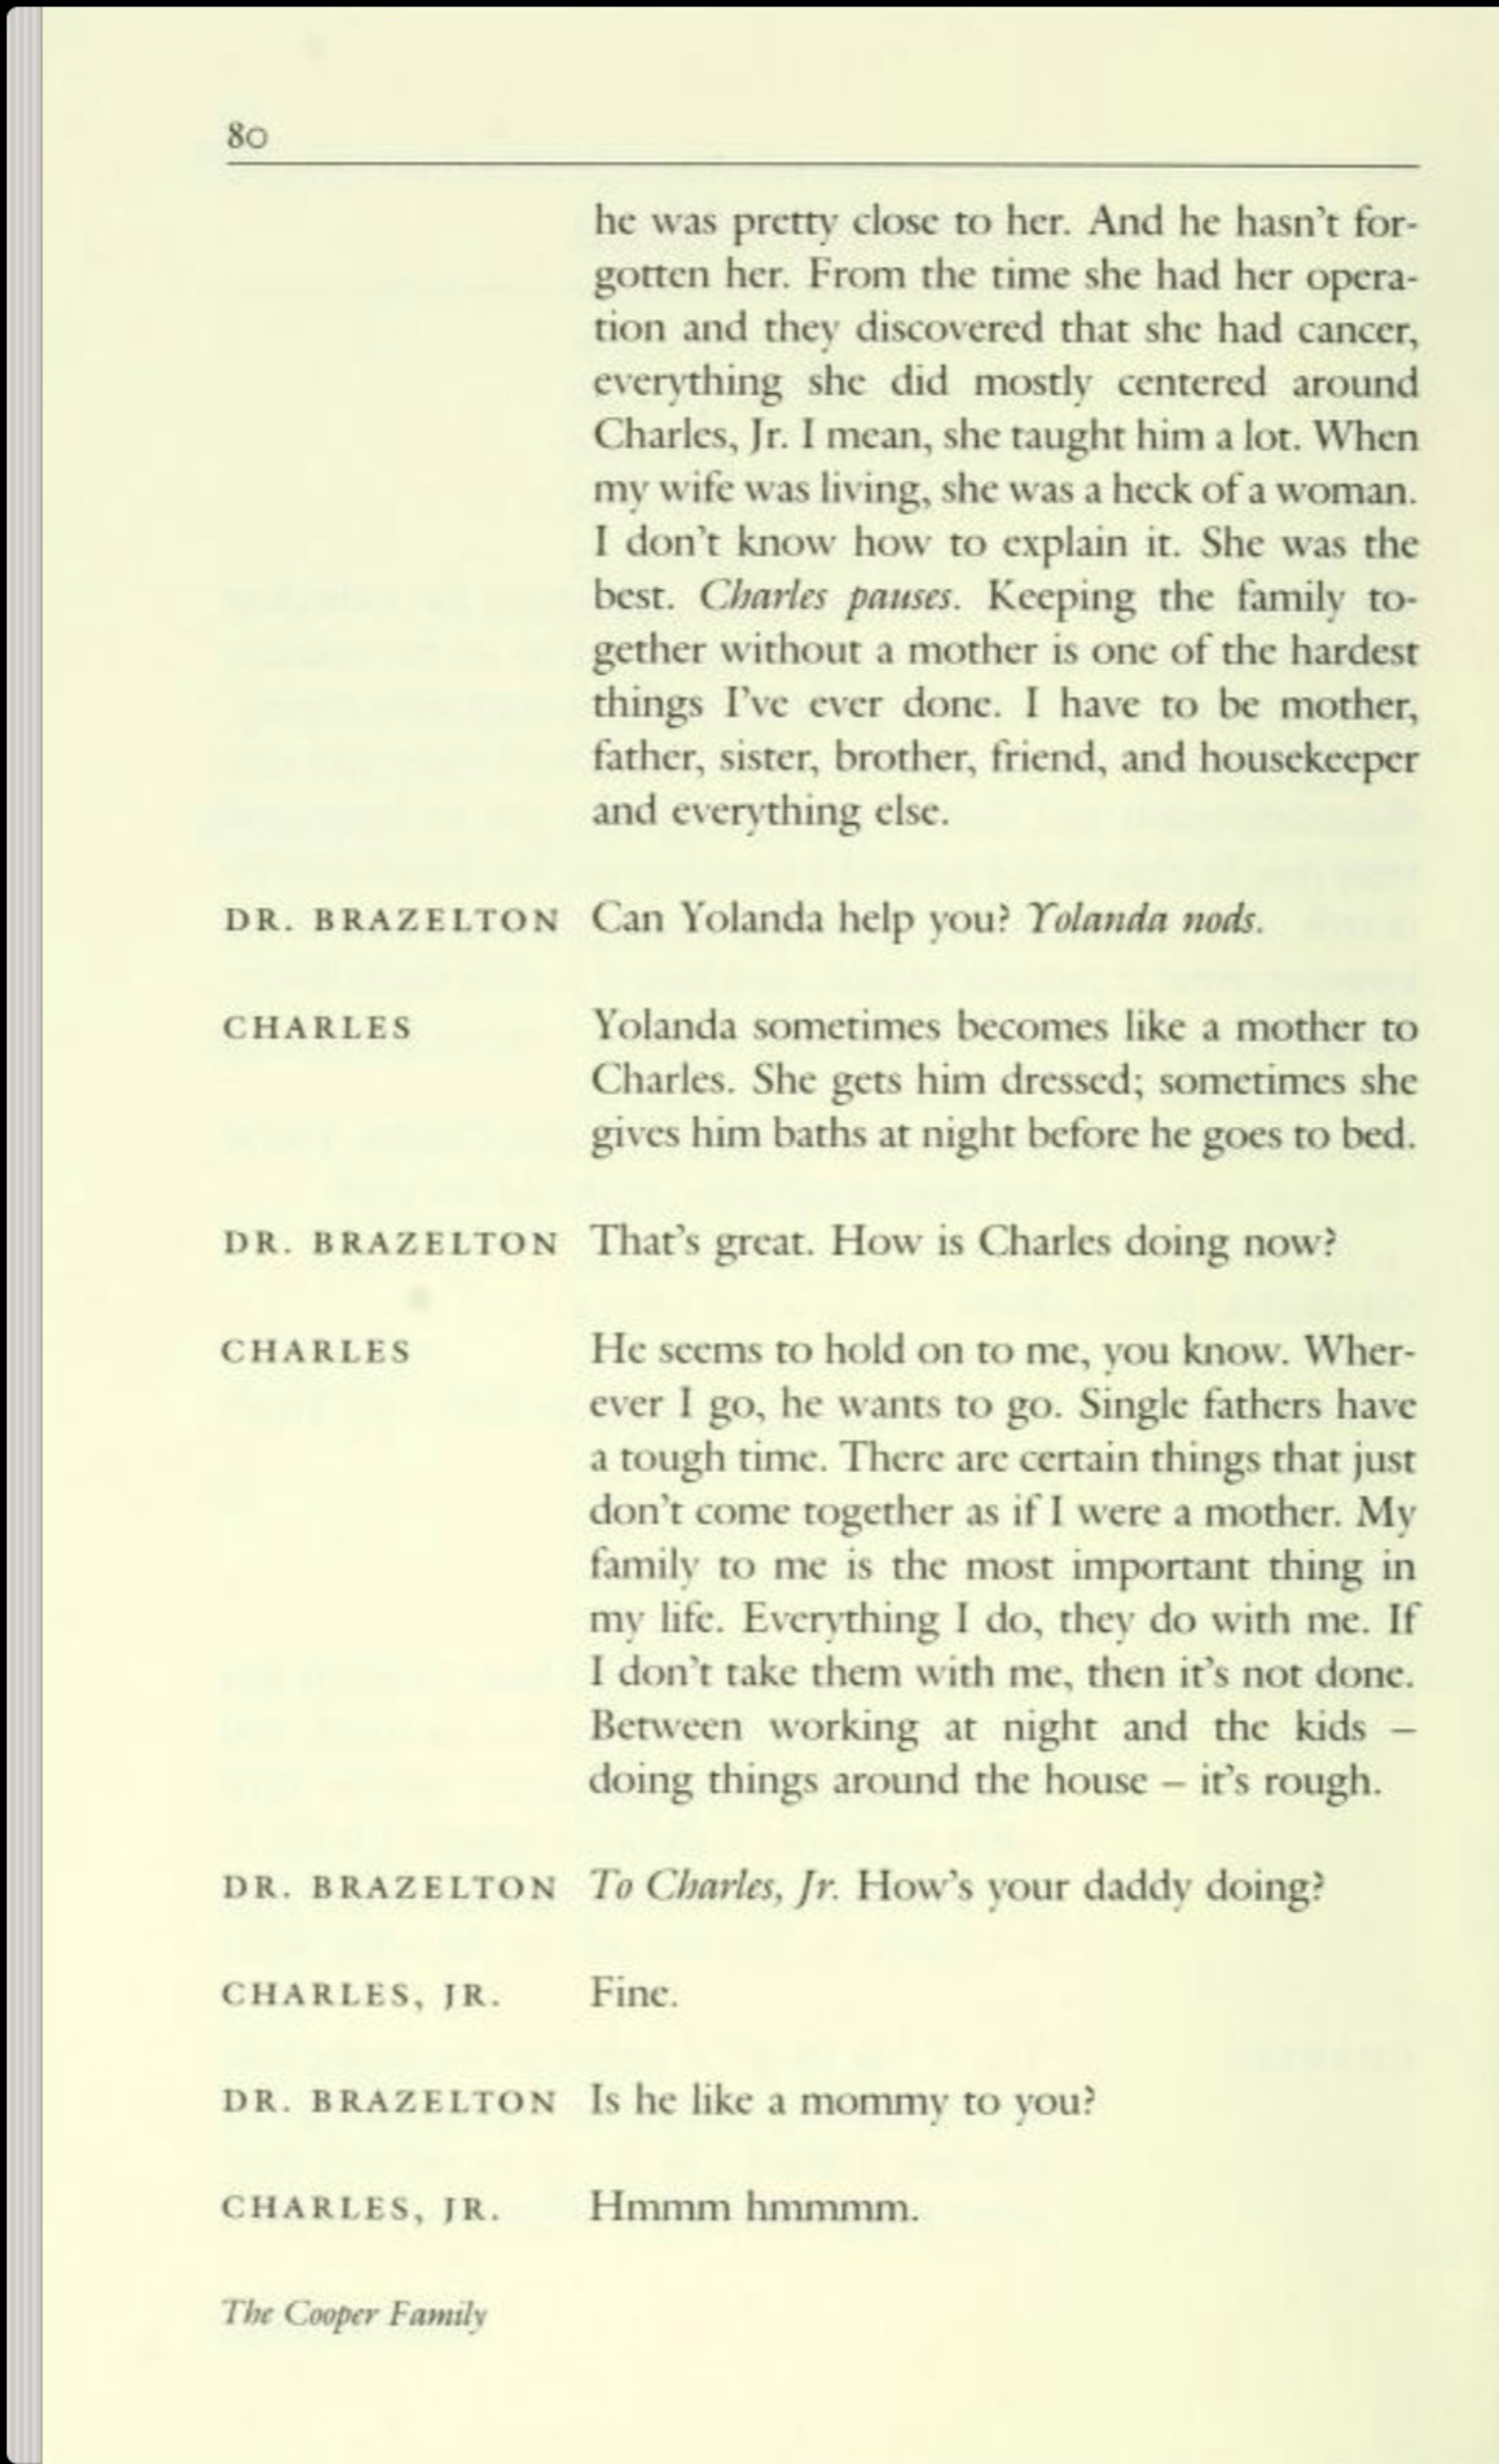 80
he was pretty close to her. And he hasn't for-
gotten her. From the time she had her opera-
tion and they discovered that she had cancer,
everything she did mostly centered around
Charles, Jr. I mean, she taught him a lot. When
my wife was living, she was a heck of a woman.
I don't know how to explain it. She was the
best. Charles pauses. Keeping the family to-
gether without a mother is one of the hardest
things I've ever done. I have to be mother,
father, sister, brother, friend, and housekeeper
and everything else.
DR. BRAZELTON Can Yolanda help you? Yolanda nods.
CHARLES Yolanda sometimes becomes like a mother to
Charles. She gets him dressed; sometimes she
gives him baths at night before he goes to bed.
DR. BRAZELTON That's great. How is Charles doing now?
CHARLES He seems to hold on to me, you know. Wher-
ever I go, he wants to go. Single fathers have
a tough time. There are certain things that just
don't come together as if I were a mother. My
family to me is the most important thing in
my life. Everything I do, they do with me. If
I don't take them with me, then it's not done.
Between working at night and the kids –
doing things around the house – it's rough.
DR. BRAZELTON To Charles, Jr. How's your daddy doing?
CHARLES, JR. Fine.
DR. BRAZELTON Is he like a mommy to you?
CHARLES, JR. Hmmm hmmmm.
The Cooper Family